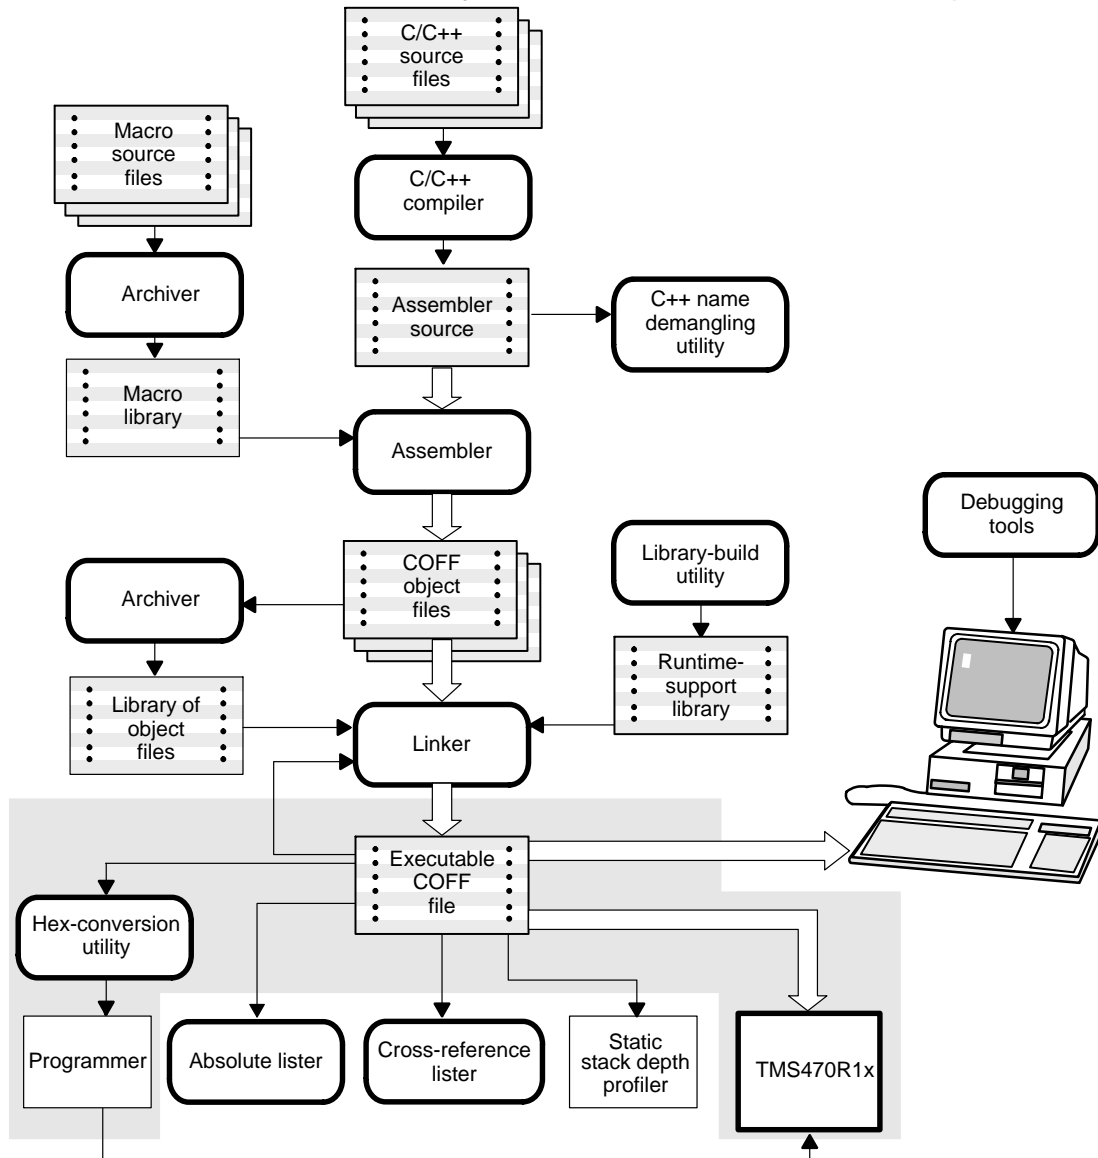 C/C++
source
files
Macro
source
files
C/C++
compiler
Archiver
Assembler
source
C++ name
demangling
utility
Macro
library
Assembler
Debugging
tools
COFF
object
files
Library-build
utility
Archiver
Runtime-
support
library
Library of
object
files
Linker
Executable
COFF
file
Hex-conversion
utility
Programmer
Absolute lister
Cross-reference
lister
Static
stack depth
profiler
TMS470R1x